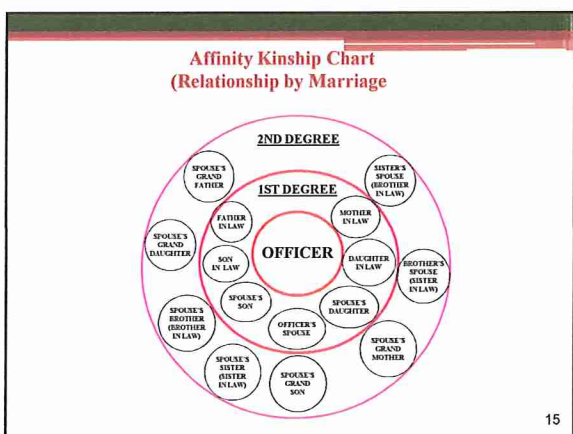 Affinity Kinship Chart
(Relationship by Marriage
2ND DEGREE
SPOUSE'S
GRAND
FATHER
SISTER'S
SPOUSE
(BROTHER
IN LAW)
1ST DEGREE
FATHER
IN LAW
MOTHER
IN LAW
OFFICER
SPOUSE'S
GRAND
DAUGHTER
SON
IN LAW
DAUGHTER
IN LAW
BROTHER'S
SPOUSE
(SISTER
IN LAW)
SPOUSE'S
SON
SPOUSE'S
DAUGHTER
OFFICER'S
SPOUSE
SPOUSE'S
BROTHER
(BROTHER
IN LAW)
SPOUSE'S
GRAND
MOTHER
SPOUSE'S
SISTER
(SISTER
IN LAW)
SPOUSE'S
GRAND
SON
15